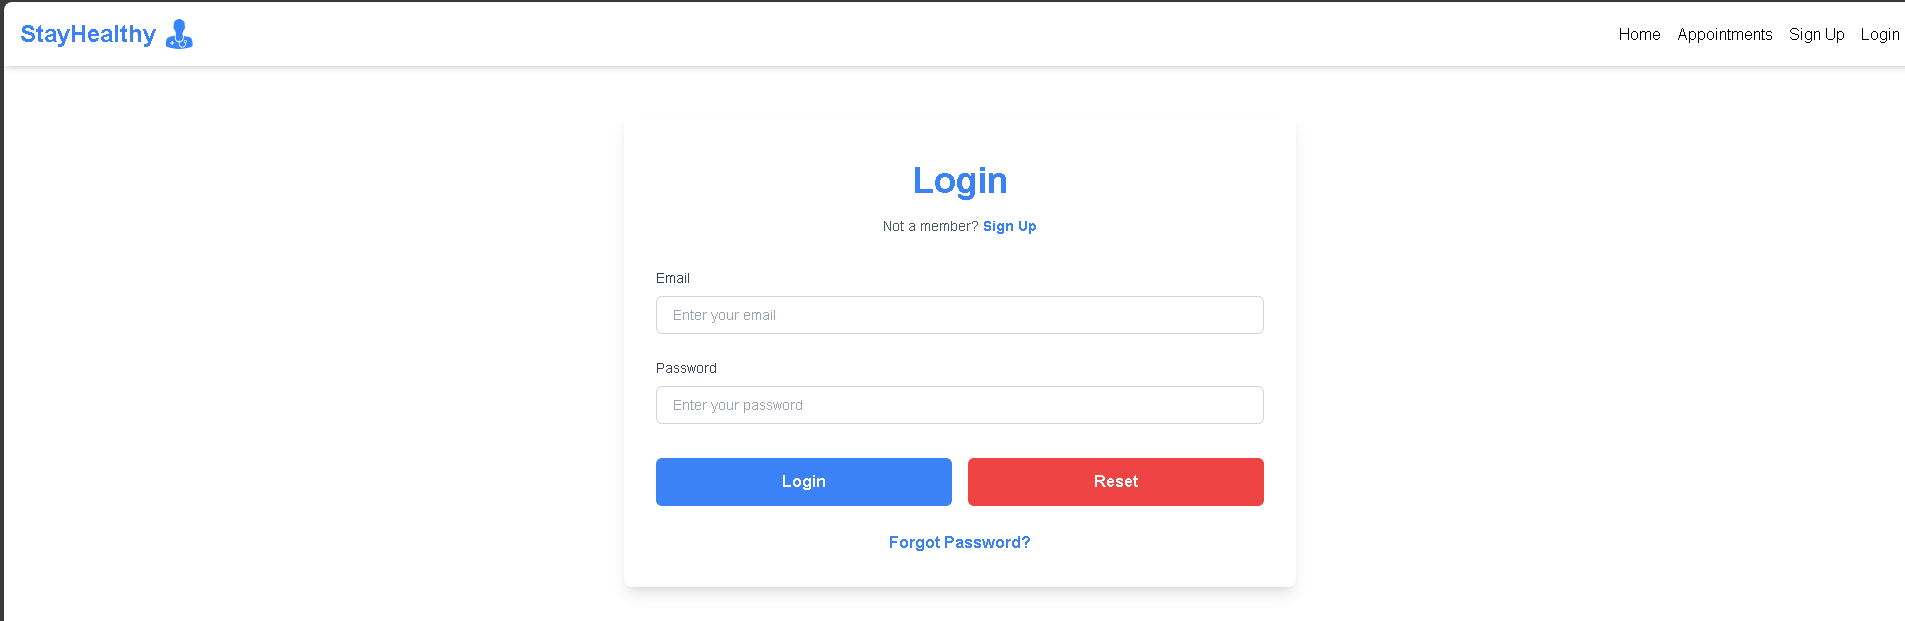 StayHealthy
Home Appointments Sign Up Login
Login
Not a member? Sign Up
Email
Enter your email
Password
Enter your password
Login Reset
Forgot Password?